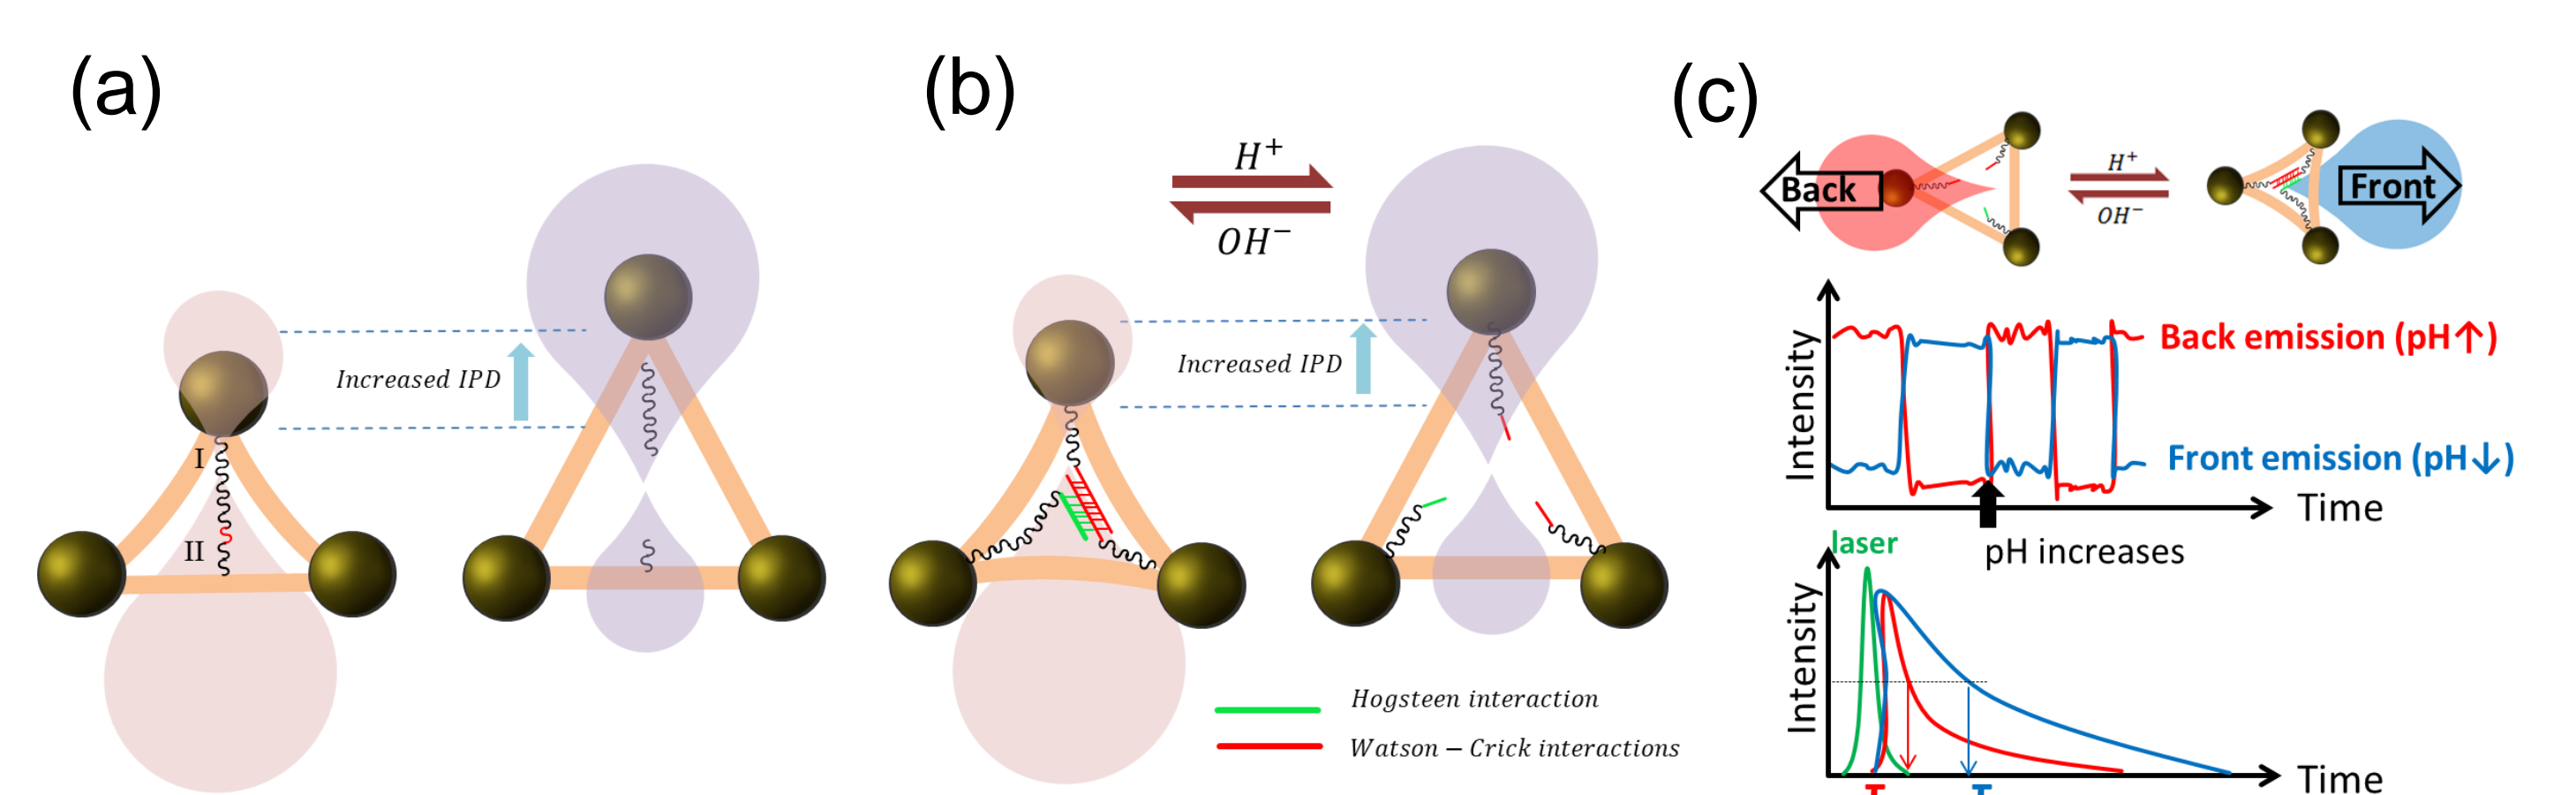 (a)
I
II
Increased IPD
(b)
H⁺
OH⁻
Increased IPD
Hogsteen interaction
Watson − Crick interactions
(c)
Back
H⁺
OH⁻
Front
Intensity
Back emission (pH↑)
Front emission (pH↓)
Time
pH increases
laser
Intensity
Time